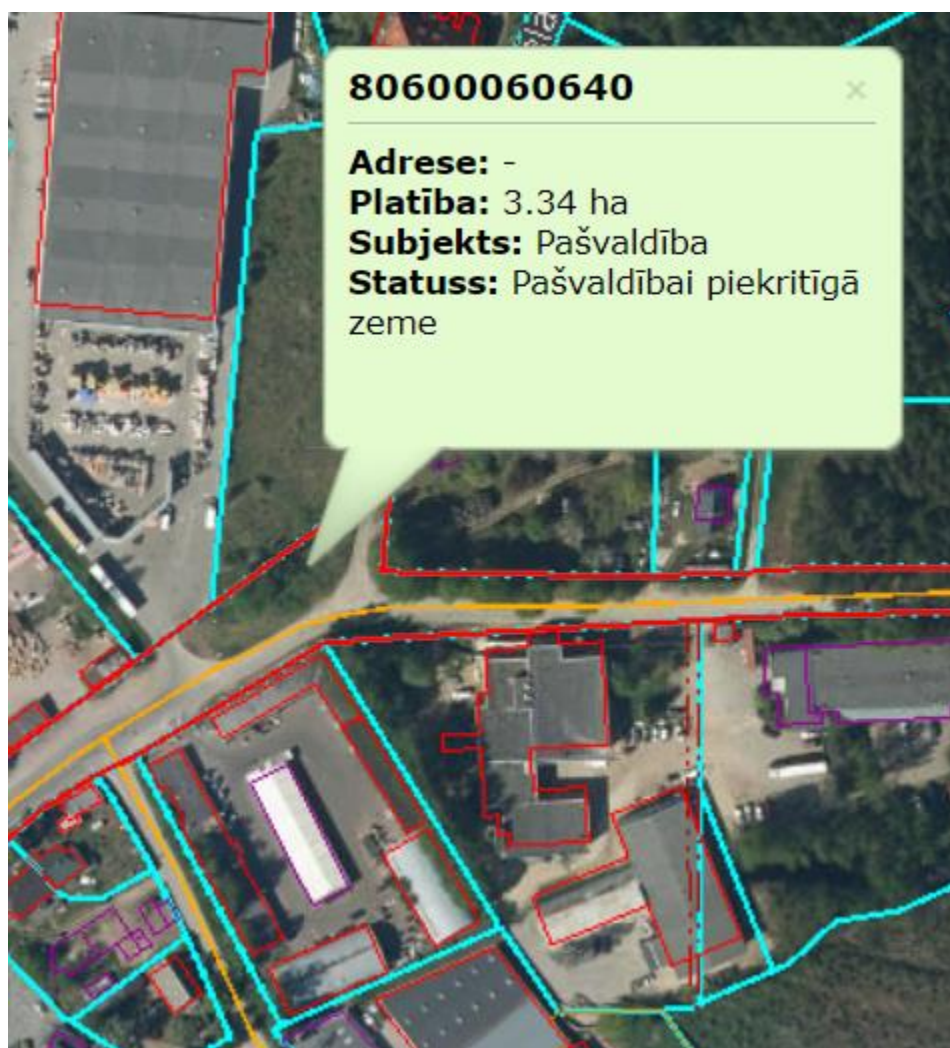 80600060640
Adrese: -
Platība: 3.34 ha
Subjekts: Pašvaldība
Statuss: Pašvaldībai piekritīgā
zeme